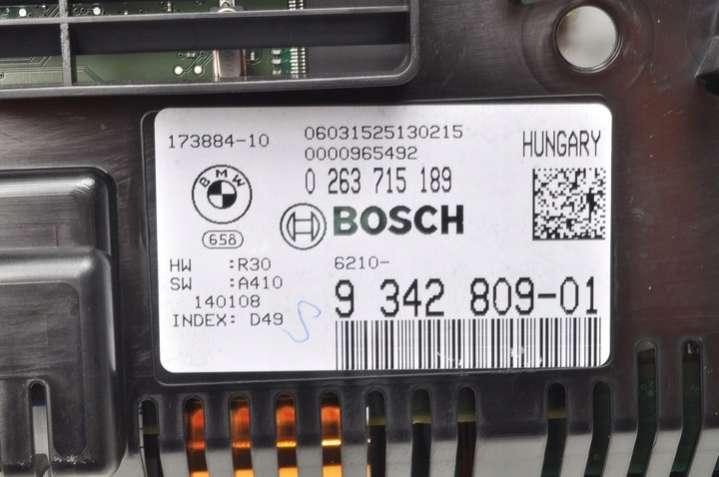 173884-10
06031525130215
0000965492
HUNGARY
0 263 715 189
BMW
BOSCH
658
HW :R30
SW :A410
140108
INDEX: D49
6210-
9 342 809-01